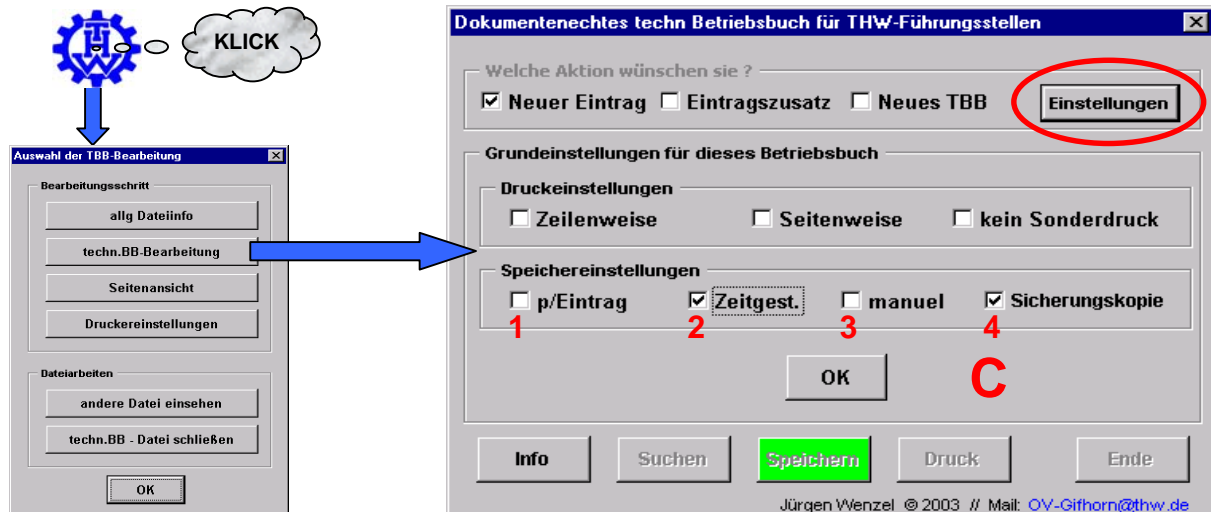 THW
KLICK
Auswahl der TBB-Bearbeitung
Bearbeitungsschritt
allg Dateiinfo
techn.BB-Bearbeitung
Seitenansicht
Druckereinstellungen
Dateiarbeiten
andere Datei einsehen
techn.BB - Datei schließen
OK
Dokumentenechtes techn Betriebsbuch für THW-Führungsstellen
Welche Aktion wünschen sie ?
Neuer Eintrag Eintragszusatz Neues TBB Einstellungen
Grundeinstellungen für dieses Betriebsbuch
Druckeinstellungen
Zeilenweise Seitenweise kein Sonderdruck
Speichereinstellungen
p/Eintrag Zeitgest. manuel Sicherungskopie
1 2 3 4
OK C
Info Suchen Speichern Druck Ende
Jürgen Wenzel © 2003 // Mail: OV-Gifhorn@thw.de